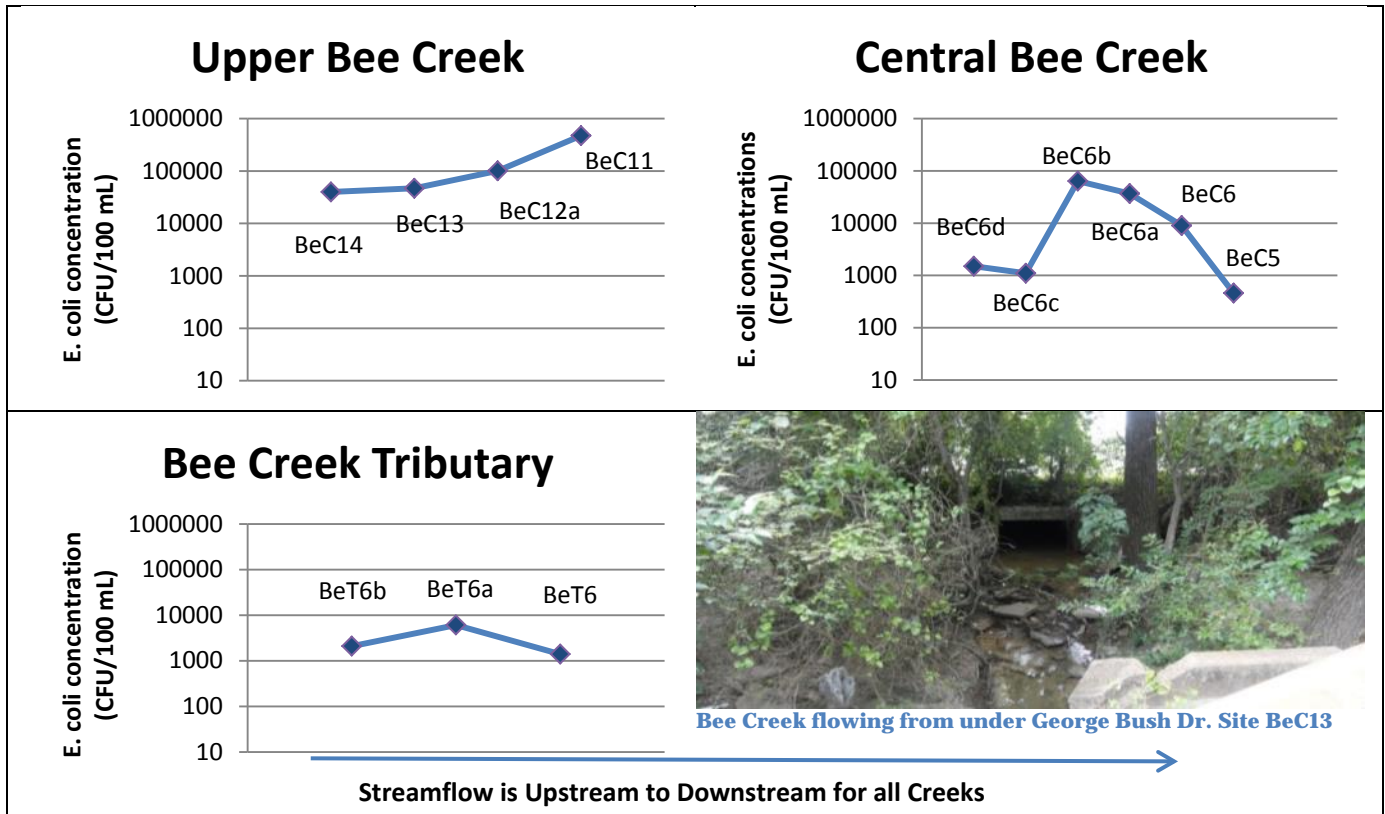 Upper Bee Creek
E. coli concentration
(CFU/100 mL)
1000000
100000
10000
1000
100
10
BeC14
BeC13
BeC12a
BeC11
Central Bee Creek
E. coli concentrations
(CFU/100 mL)
1000000
100000
10000
1000
100
10
BeC6d
BeC6c
BeC6b
BeC6a
BeC6
BeC5
Bee Creek Tributary
E. coli concentration
(CFU/100 mL)
1000000
100000
10000
1000
100
10
BeT6b
BeT6a
BeT6
Bee Creek flowing from under George Bush Dr. Site BeC13
Streamflow is Upstream to Downstream for all Creeks